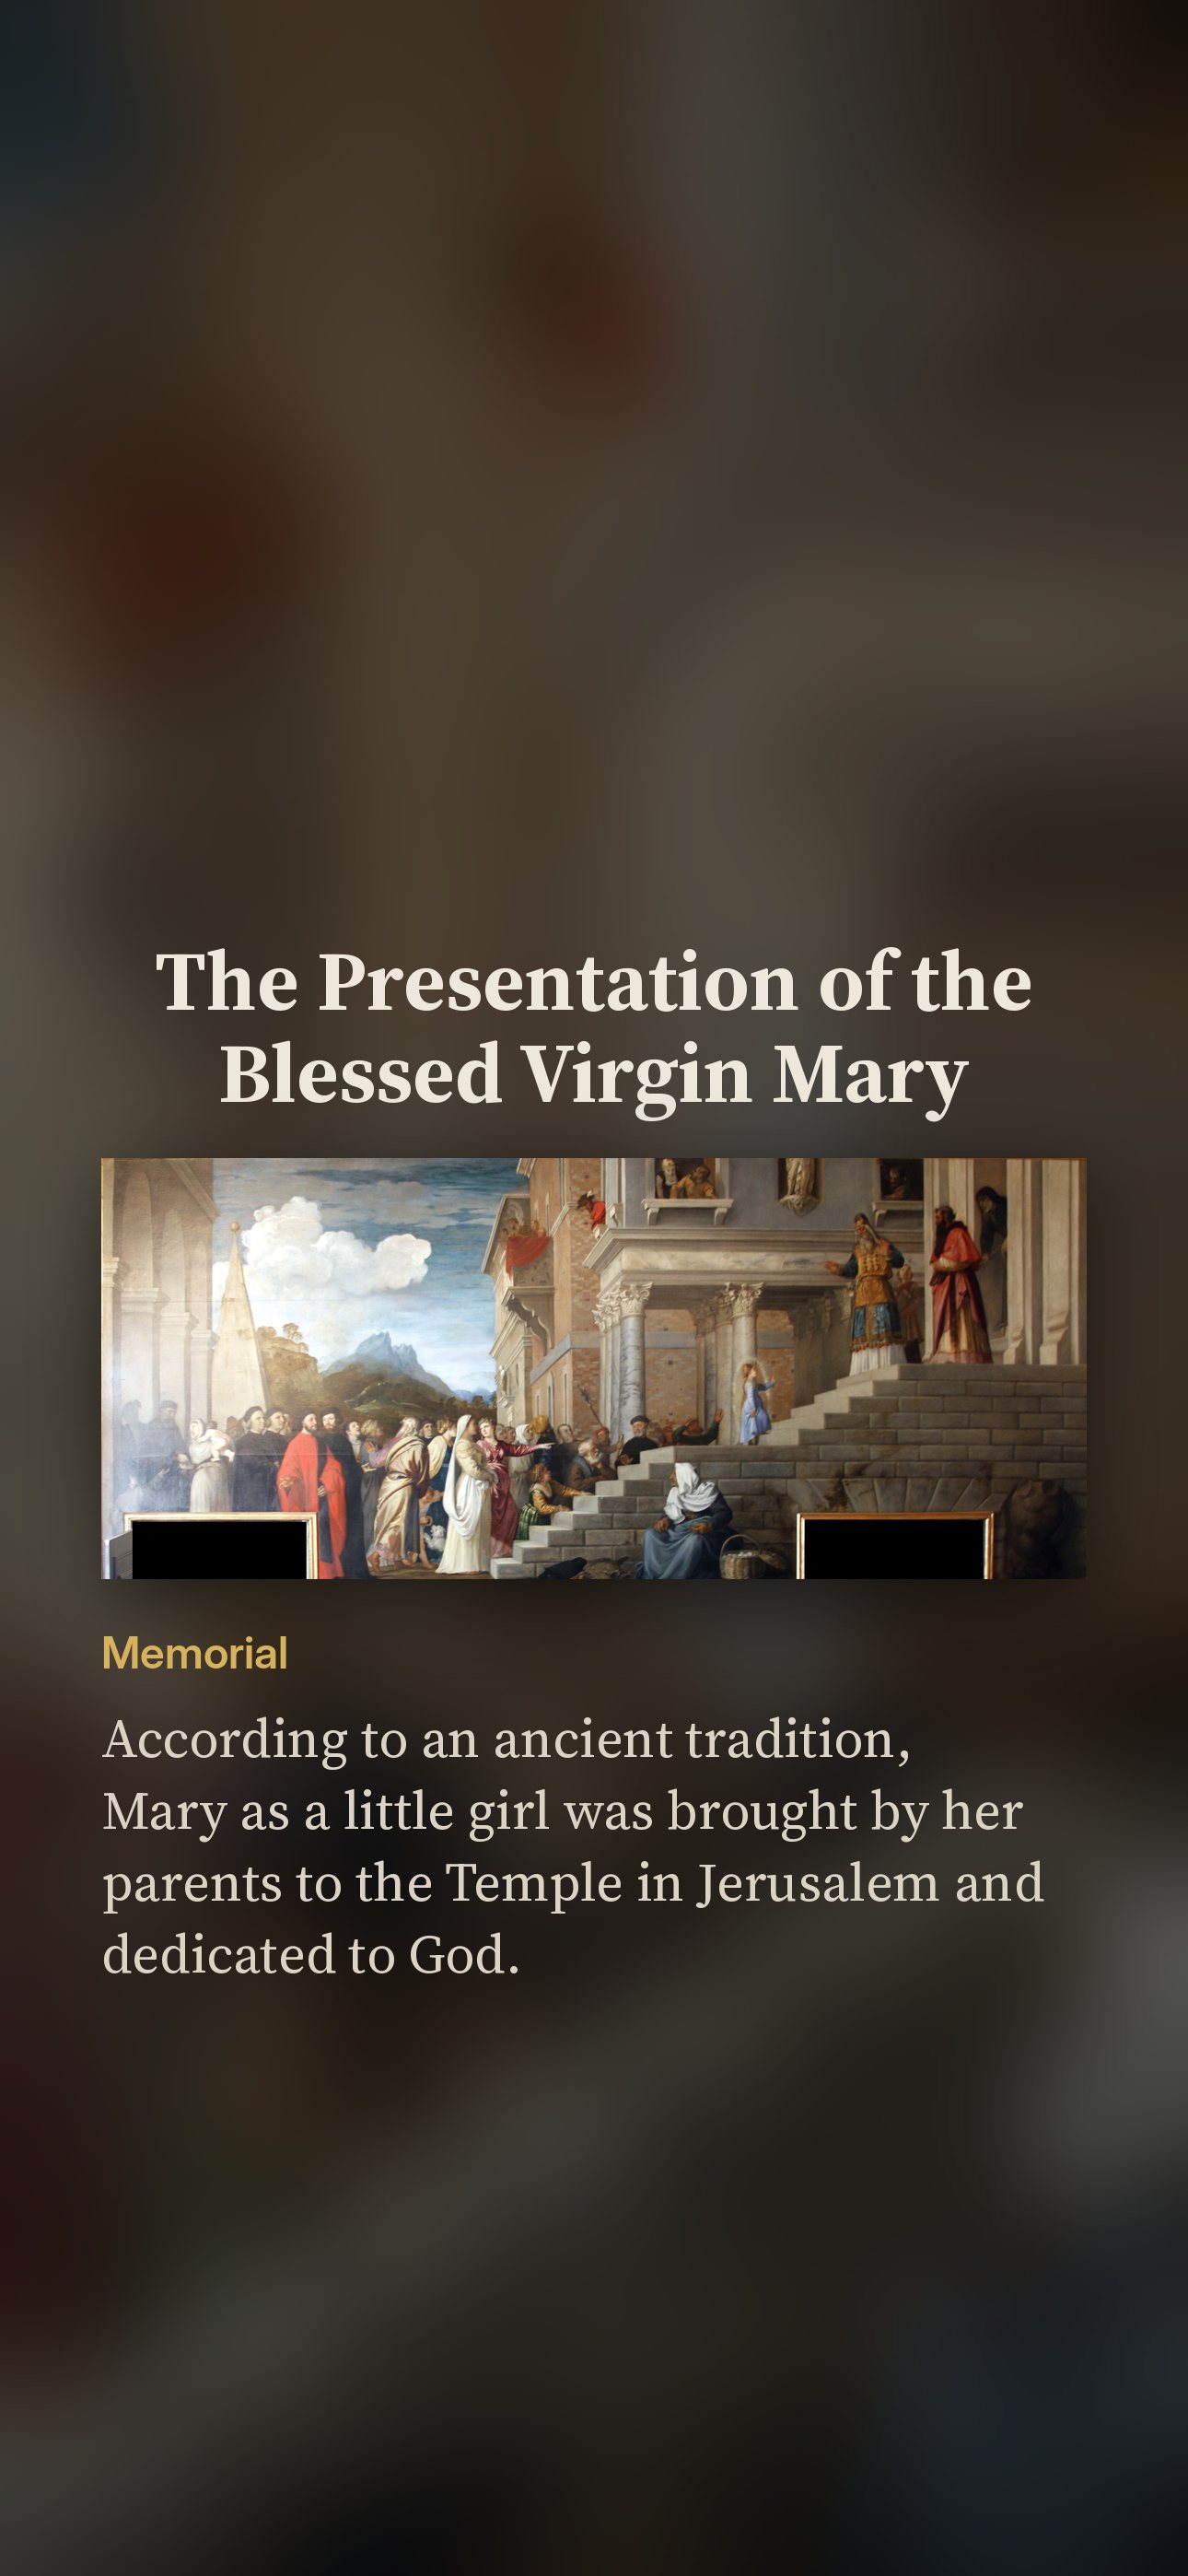 The Presentation of the
Blessed Virgin Mary
Memorial
According to an ancient tradition,
Mary as a little girl was brought by her
parents to the Temple in Jerusalem and
dedicated to God.